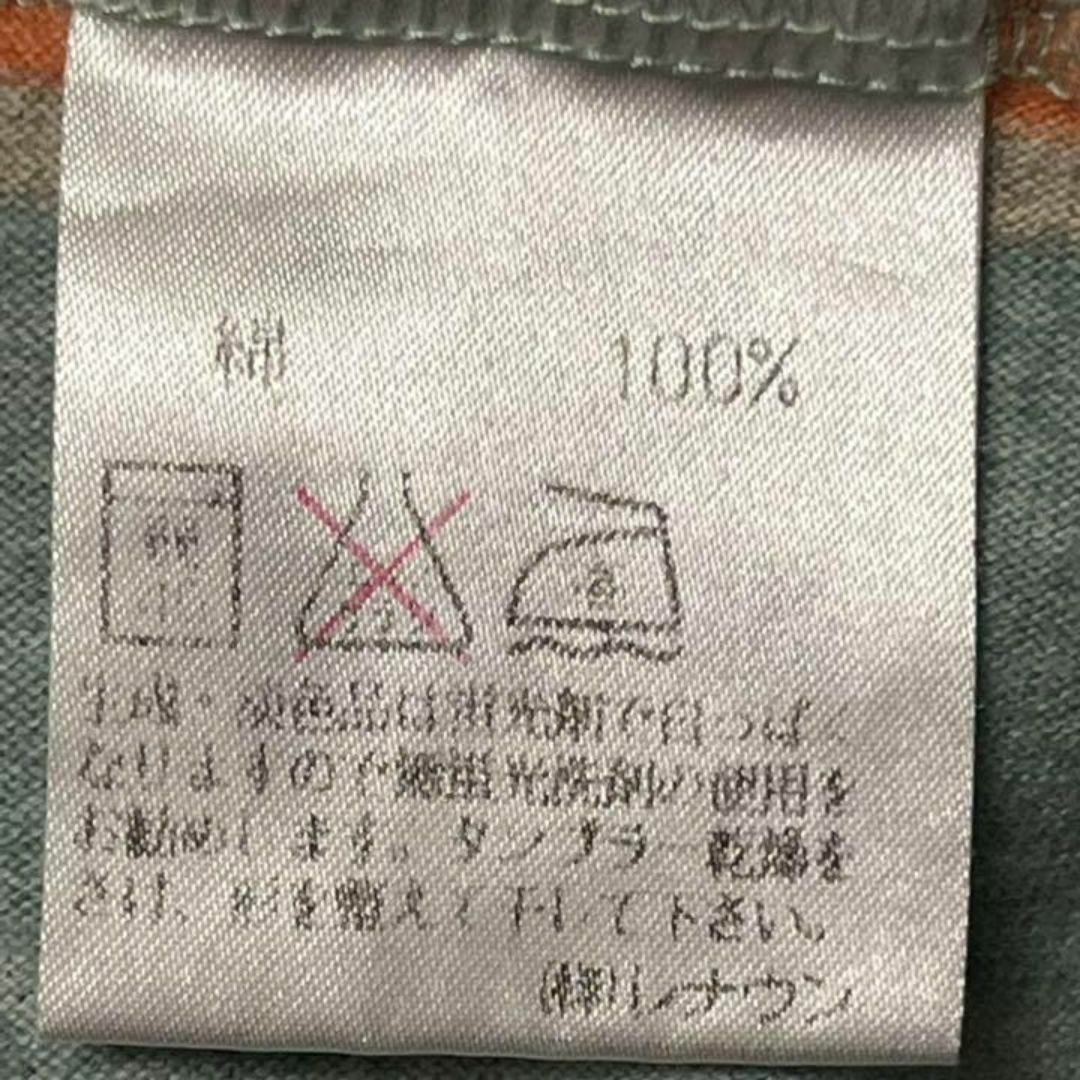 綿 100%
生成・淡色品は蛍光剤で白っぽく
なりますので無蛍光洗剤の使用を
お勧めします。タンブラー乾燥を
さけ、形を整えて干して下さい。
(株)レナウン